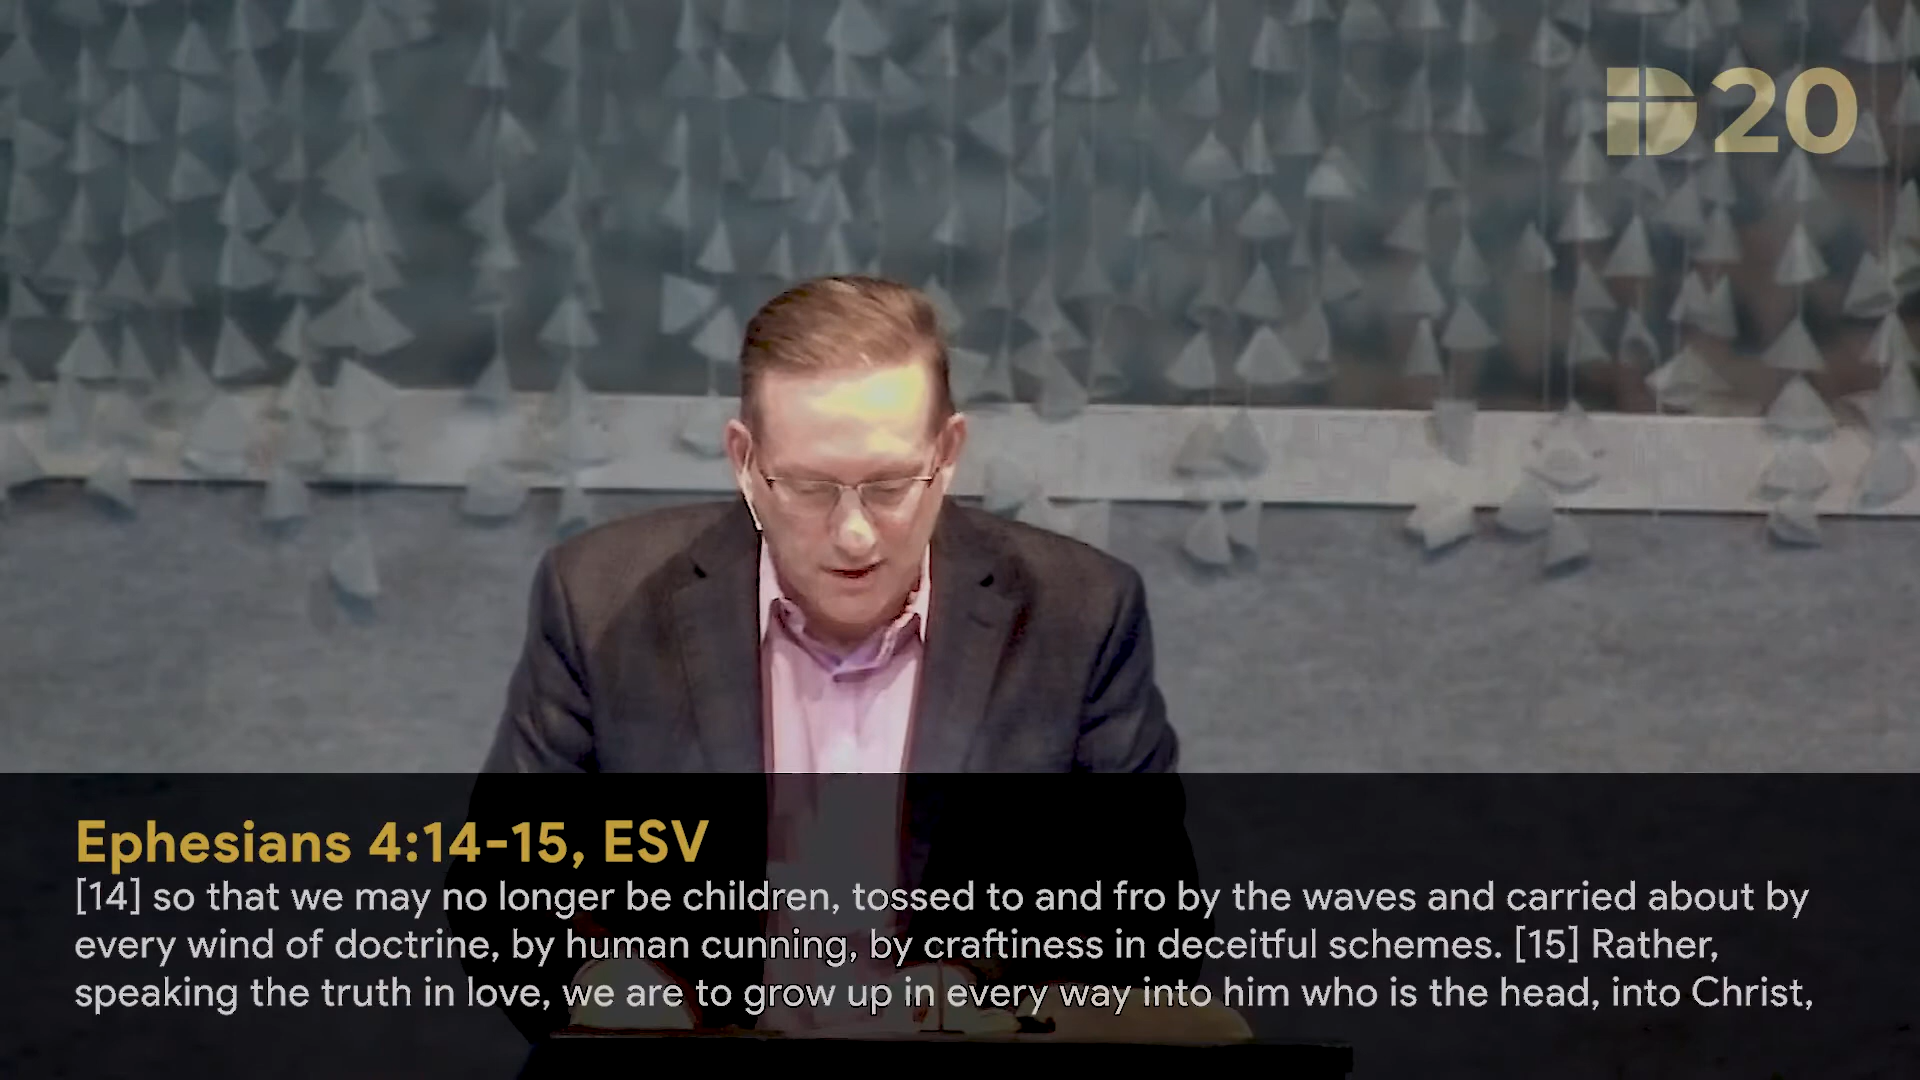 D20
Ephesians 4:14-15, ESV
[14] so that we may no longer be children, tossed to and fro by the waves and carried about by
every wind of doctrine, by human cunning, by craftiness in deceitful schemes. [15] Rather,
speaking the truth in love, we are to grow up in every way into him who is the head, into Christ,